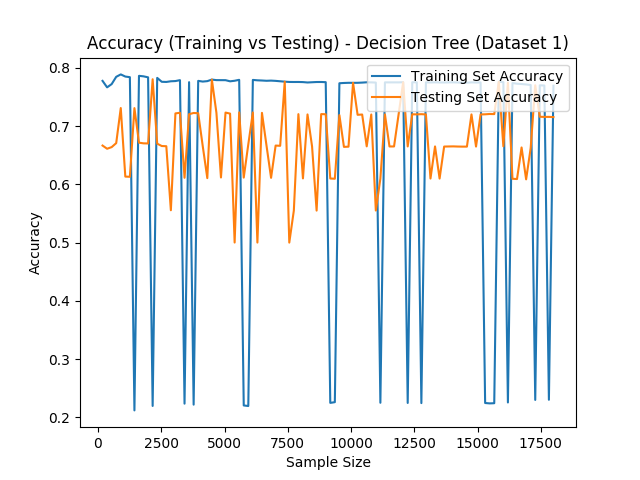 Accuracy (Training vs Testing) - Decision Tree (Dataset 1)
Training Set Accuracy
Testing Set Accuracy
0.8
0.7
0.6
0.5
0.4
0.3
0.2
Accuracy
0 2500 5000 7500 10000 12500 15000 17500
Sample Size